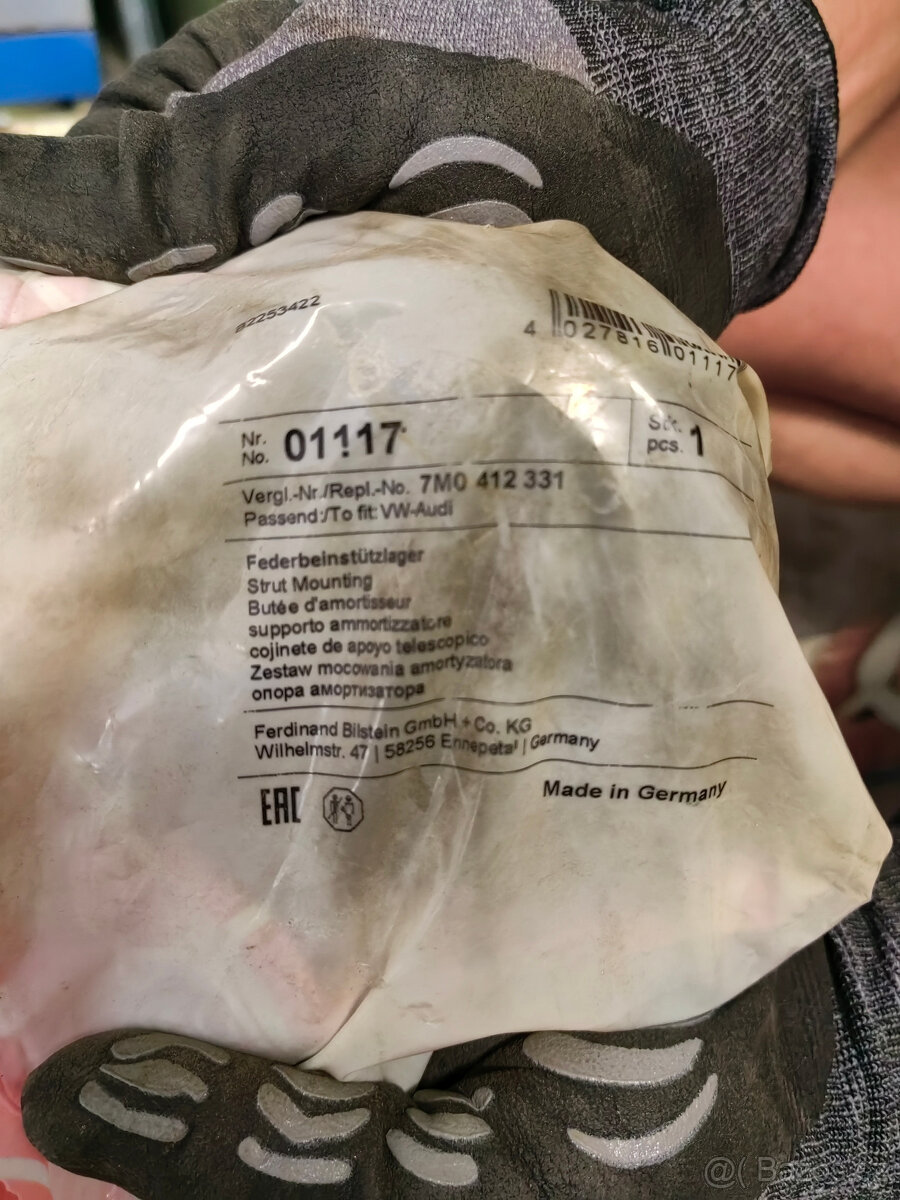 82253422
4 027816 01117
Nr.
No. 01117
Stk.
pcs. 1
Vergl.-Nr./Repl.-No. 7M0 412 331
Passend:/To fit: VW-Audi
Federbeinstützlager
Strut Mounting
Butée d'amortisseur
supporto ammortizzatore
cojinete de apoyo telescopico
Zestaw mocowania amortyzatora
опора амортизатора
Ferdinand Bilstein GmbH + Co. KG
Wilhelmstr. 47 | 58256 Ennepetal | Germany
EAC
Made in Germany